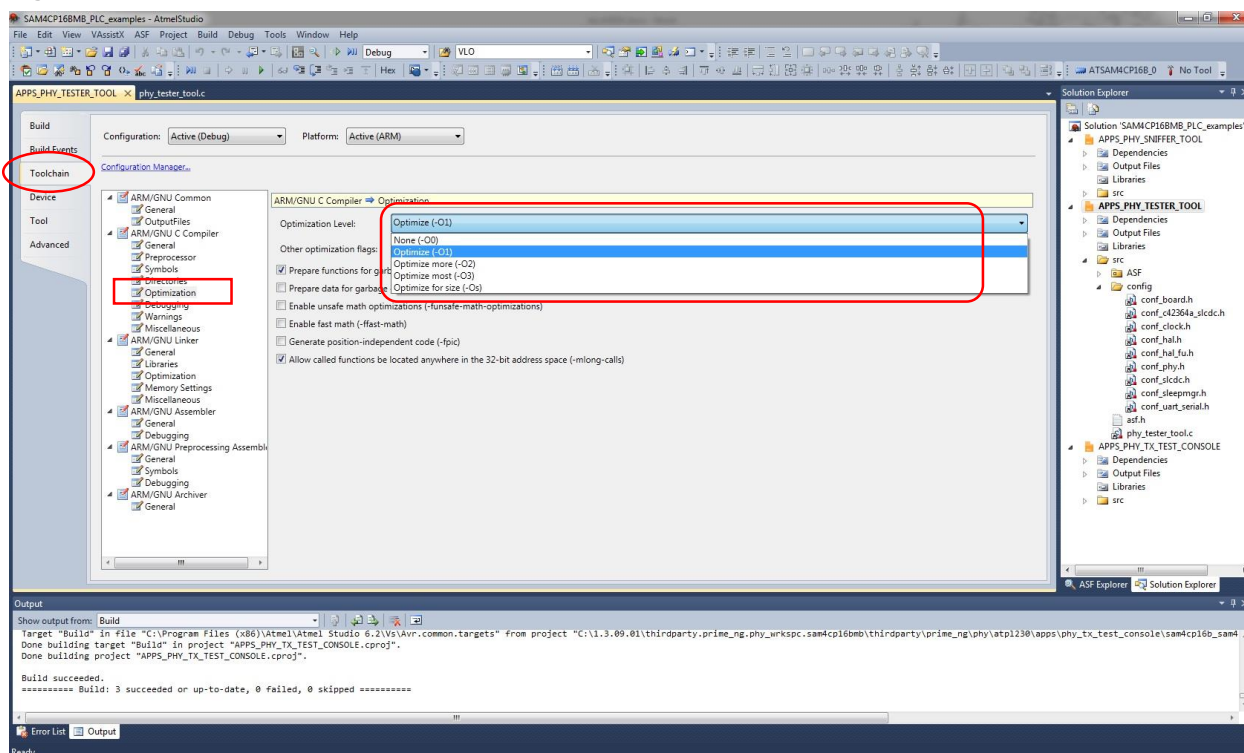 SAM4CP16BMB_PLC_examples - AtmelStudio
File Edit View VAssistX ASF Project Build Debug Tools Window Help
Debug VLO
Hex ATSAM4CP16B_0 No Tool
APPS_PHY_TESTER_TOOL phy_tester_tool.c
Build
Build Events
Toolchain
Device
Tool
Advanced
Configuration: Active (Debug) Platform: Active (ARM)
Configuration Manager...
ARM/GNU Common
General
OutputFiles
ARM/GNU C Compiler
General
Preprocessor
Symbols
Directories
Optimization
Debugging
Warnings
Miscellaneous
ARM/GNU Linker
General
Libraries
Optimization
Memory Settings
Miscellaneous
ARM/GNU Assembler
General
Debugging
ARM/GNU Preprocessing Assembl
General
Symbols
Debugging
ARM/GNU Archiver
General
ARM/GNU C Compiler Optimization
Optimization Level: Optimize (-O1)
None (-O0)
Optimize (-O1)
Optimize more (-O2)
Optimize most (-O3)
Optimize for size (-Os)
Other optimization flags:
Prepare functions for garb
Prepare data for garbage
Enable unsafe math optimizations (-funsafe-math-optimizations)
Enable fast math (-ffast-math)
Generate position-independent code (-fpic)
Allow called functions be located anywhere in the 32-bit address space (-mlong-calls)
Solution Explorer
Solution 'SAM4CP16BMB_PLC_examples'
APPS_PHY_SNIFFER_TOOL
Dependencies
Output Files
Libraries
src
APPS_PHY_TESTER_TOOL
Dependencies
Output Files
Libraries
src
ASF
config
conf_board.h
conf_c42364a_slcdc.h
conf_clock.h
conf_hal.h
conf_hal_fu.h
conf_phy.h
conf_slcdc.h
conf_sleepmgr.h
conf_uart_serial.h
asf.h
phy_tester_tool.c
APPS_PHY_TX_TEST_CONSOLE
Dependencies
Output Files
Libraries
src
ASF Explorer Solution Explorer
Output
Show output from: Build
Target "Build" in file "C:\Program Files (x86)\Atmel\Atmel Studio 6.2\Vs\Avr.common.targets" from project "C:\1.3.09.01\thirdparty.prime_ng.phy_wrkspc.sam4cp16bmb\thirdparty\prime_ng\phy\atpl230\apps\phy_tx_test_console\sam4cp16b_sam4
Done building target "Build" in project "APPS_PHY_TX_TEST_CONSOLE.cproj".
Done building project "APPS_PHY_TX_TEST_CONSOLE.cproj".
Build succeeded.
========== Build: 3 succeeded or up-to-date, 0 failed, 0 skipped ==========
Error List Output
Ready